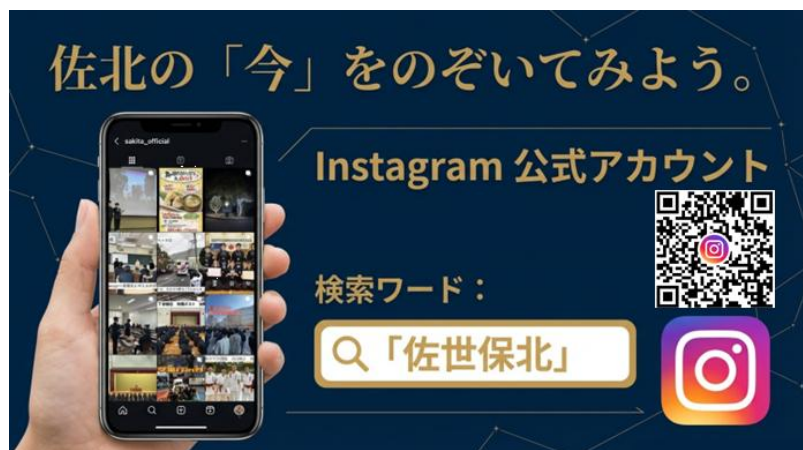 佐北の「今」をのぞいてみよう。
sakita_official
Instagram 公式アカウント
検索ワード：
「佐世保北」